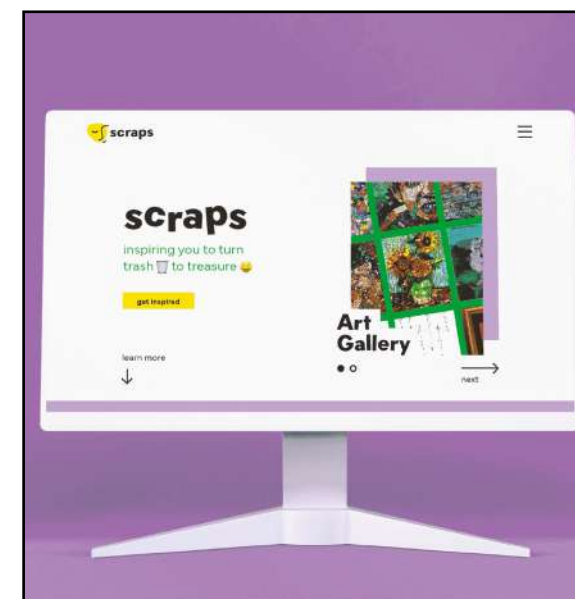 scraps
scraps
inspiring you to turn
trash 🗑️ to treasure 😄
get inspired
learn more
↓
Art
Gallery
→
next